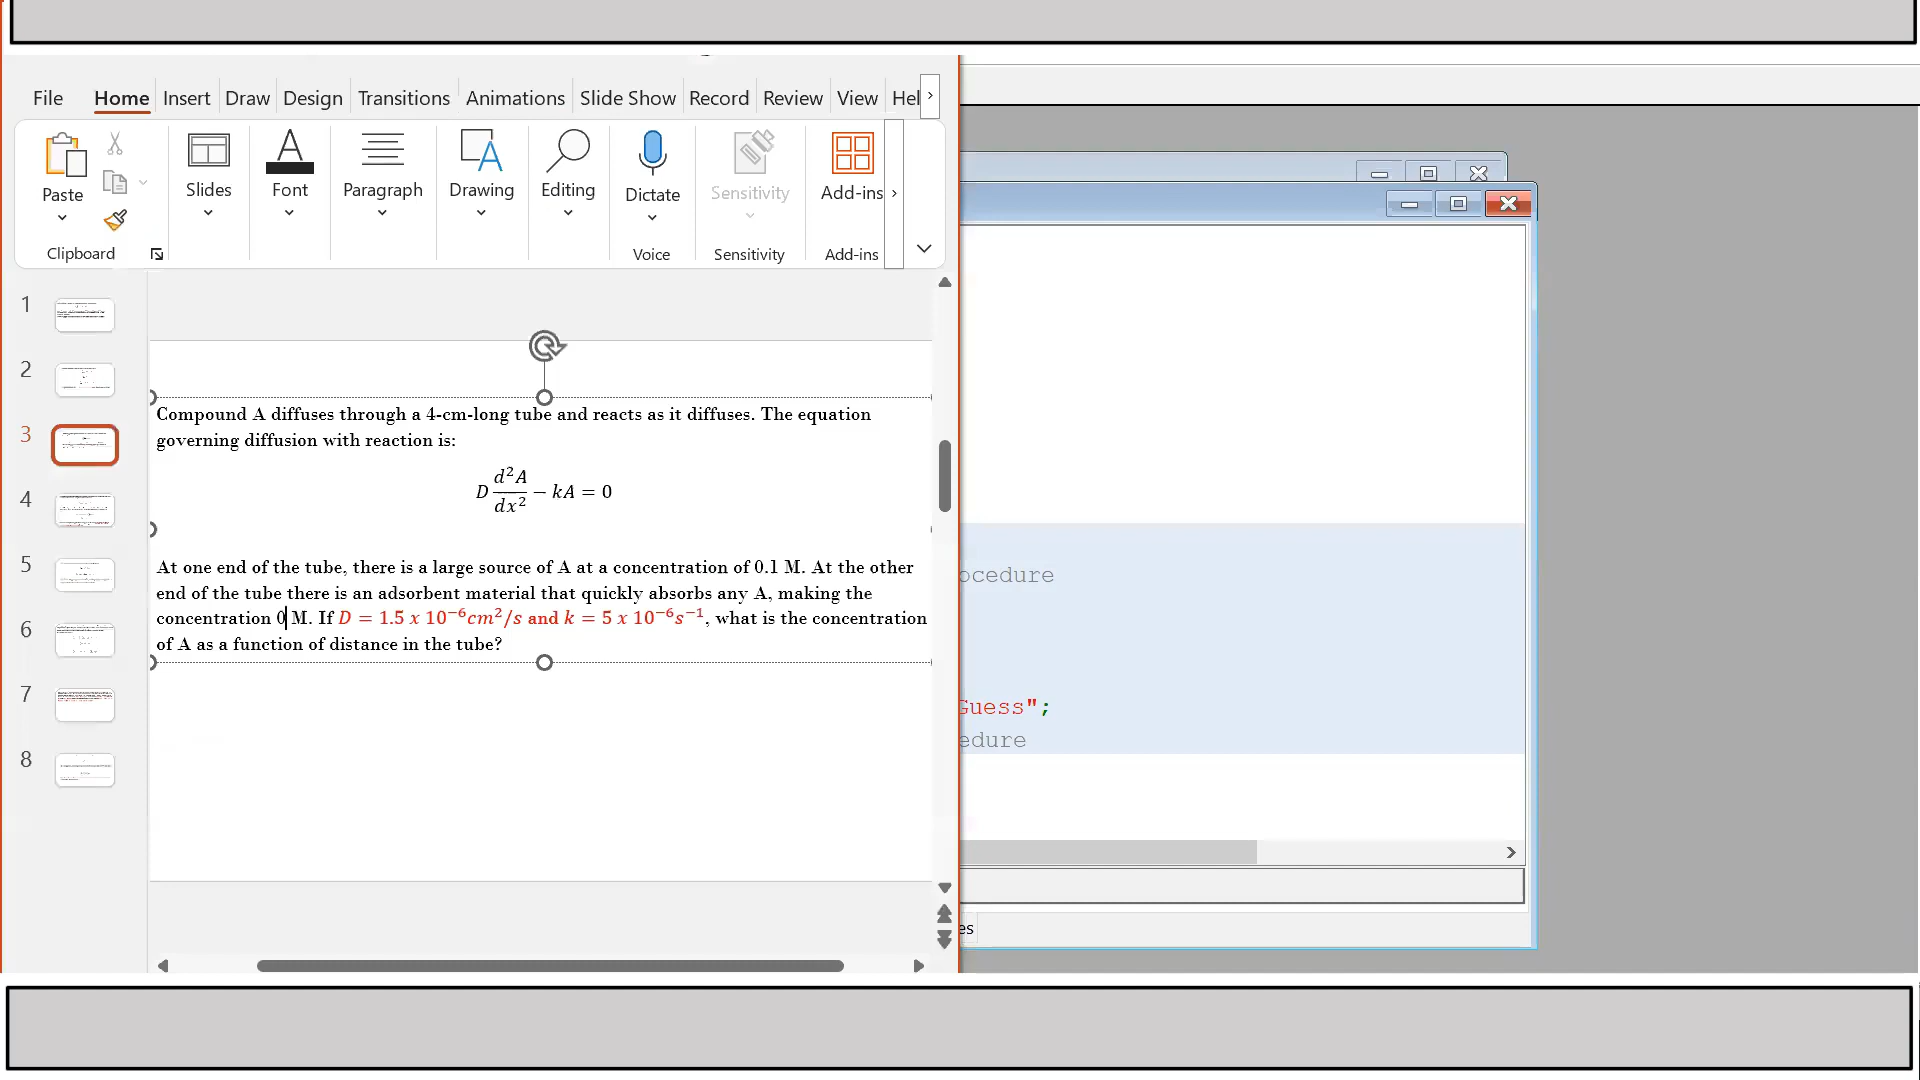 File Home Insert Draw Design Transitions Animations Slide Show Record Review View Hel
Paste Slides Font Paragraph Drawing Editing Dictate Sensitivity Add-ins
Clipboard Voice Sensitivity Add-ins
1
2
3
4
5
6
7
8
Compound A diffuses through a 4-cm-long tube and reacts as it diffuses. The equation
governing diffusion with reaction is:
D d²A/dx² − kA = 0
At one end of the tube, there is a large source of A at a concentration of 0.1 M. At the other
end of the tube there is an adsorbent material that quickly absorbs any A, making the
concentration 0 M. If D = 1.5 x 10⁻⁶cm²/s and k = 5 x 10⁻⁶s⁻¹, what is the concentration
of A as a function of distance in the tube?
ocedure
Guess";
edure
es